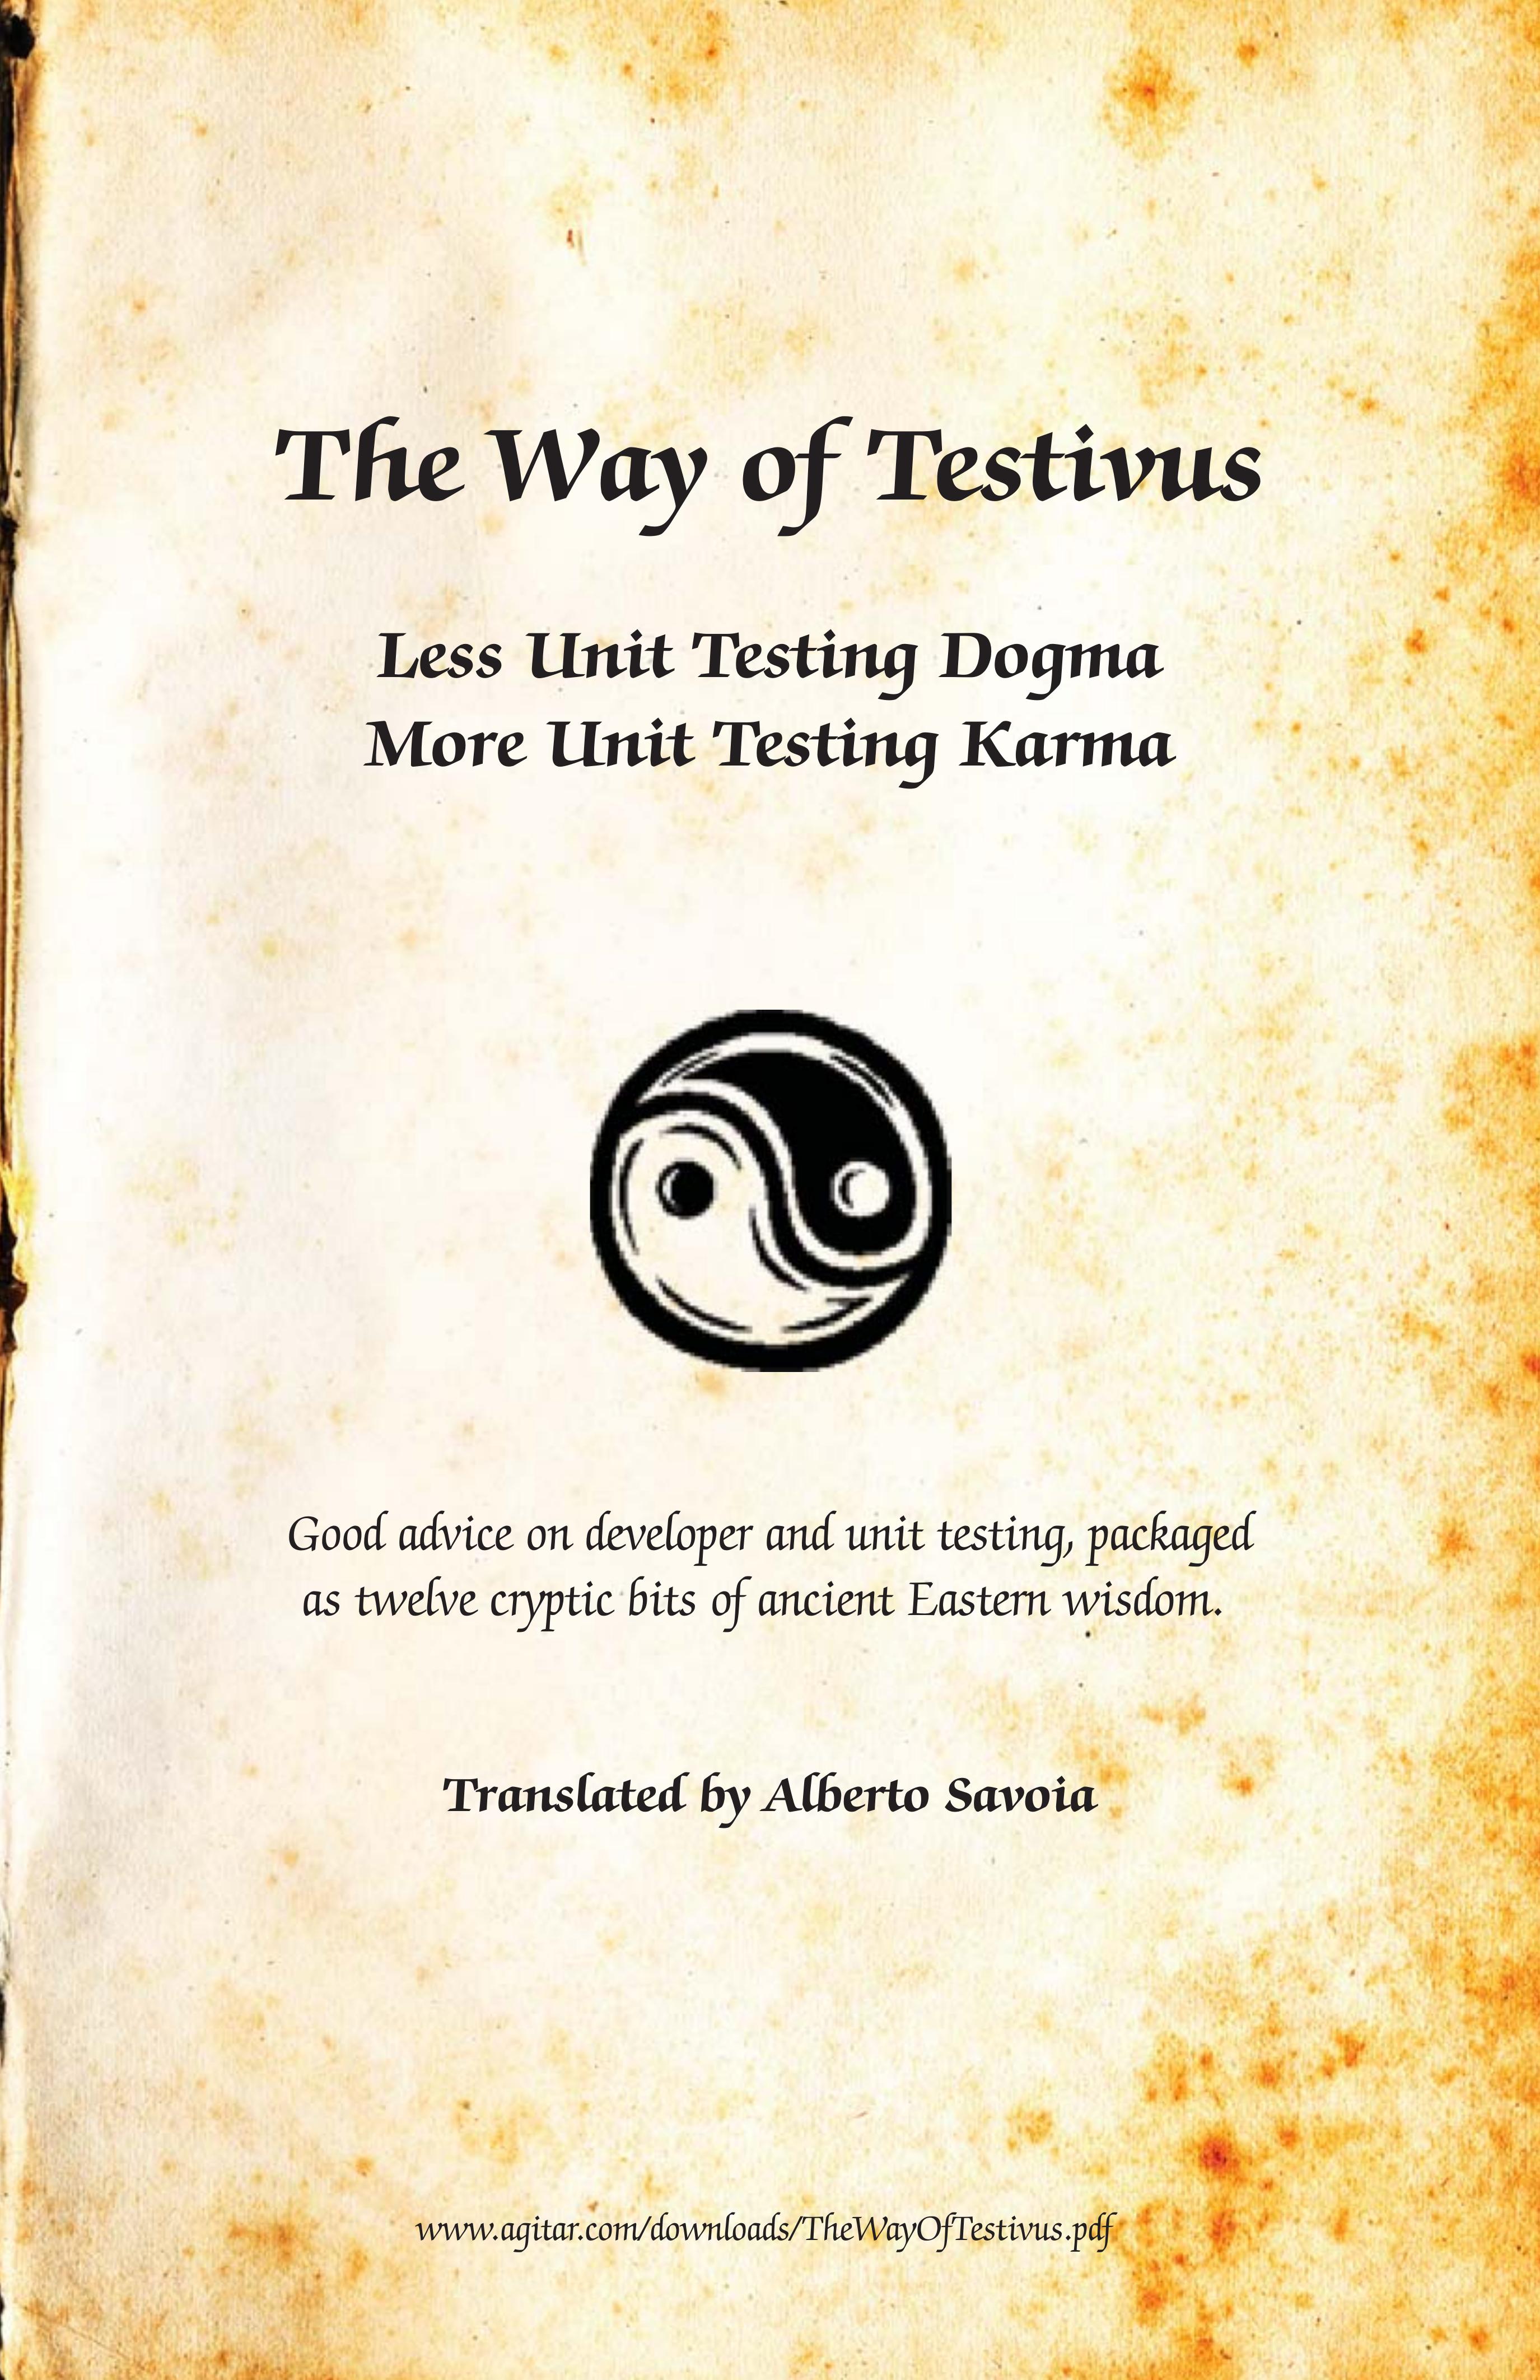 The Way of Testivus
Less Unit Testing Dogma
More Unit Testing Karma
Good advice on developer and unit testing, packaged
as twelve cryptic bits of ancient Eastern wisdom.
Translated by Alberto Savoia
www.agitar.com/downloads/TheWayOfTestivus.pdf